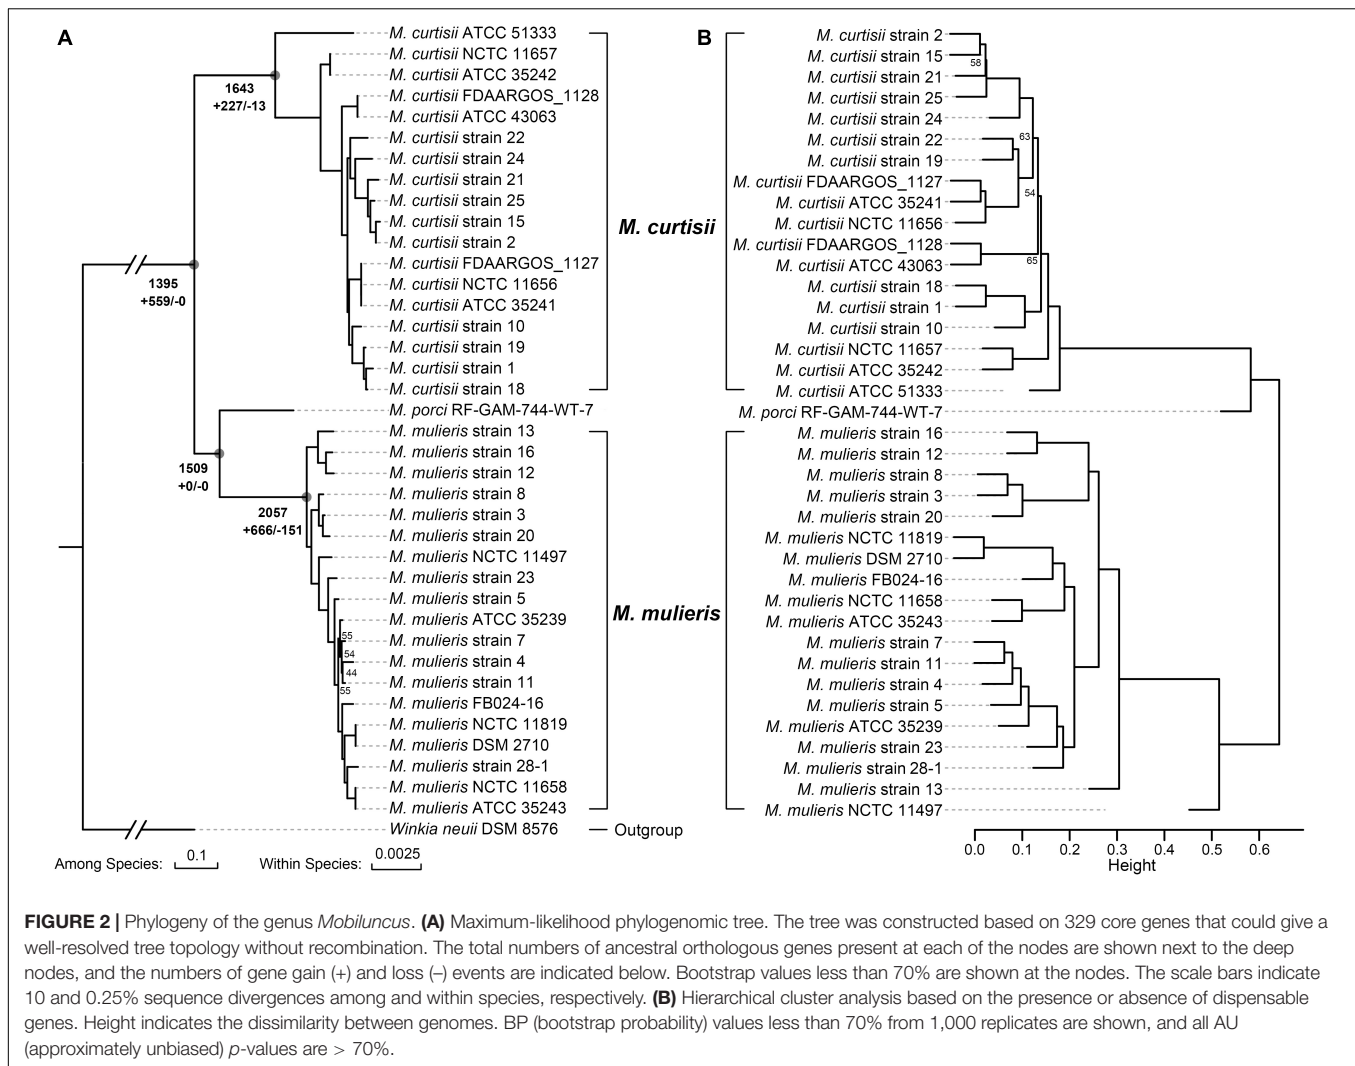 A
M. curtisii ATCC 51333
M. curtisii NCTC 11657
M. curtisii ATCC 35242
M. curtisii FDAARGOS_1128
M. curtisii ATCC 43063
M. curtisii strain 22
M. curtisii strain 24
M. curtisii strain 21
M. curtisii strain 25
M. curtisii strain 15
M. curtisii strain 2
M. curtisii FDAARGOS_1127
M. curtisii NCTC 11656
M. curtisii ATCC 35241
M. curtisii strain 10
M. curtisii strain 19
M. curtisii strain 1
M. curtisii strain 18
M. porci RF-GAM-744-WT-7
M. mulieris strain 13
M. mulieris strain 16
M. mulieris strain 12
M. mulieris strain 8
M. mulieris strain 3
M. mulieris strain 20
M. mulieris NCTC 11497
M. mulieris strain 23
M. mulieris strain 5
M. mulieris ATCC 35239
M. mulieris strain 7
M. mulieris strain 4
M. mulieris strain 11
M. mulieris FB024-16
M. mulieris NCTC 11819
M. mulieris DSM 2710
M. mulieris strain 28-1
M. mulieris NCTC 11658
M. mulieris ATCC 35243
Winkia neuii DSM 8576
1643
+227/-13
1395
+559/-0
1509
+0/-0
2057
+666/-151
55
54
44
55
Among Species: 0.1
Within Species: 0.0025
M. curtisii
M. mulieris
Outgroup
B
M. curtisii strain 2
M. curtisii strain 15
M. curtisii strain 21
M. curtisii strain 25
M. curtisii strain 24
M. curtisii strain 22
M. curtisii strain 19
M. curtisii FDAARGOS_1127
M. curtisii ATCC 35241
M. curtisii NCTC 11656
M. curtisii FDAARGOS_1128
M. curtisii ATCC 43063
M. curtisii strain 18
M. curtisii strain 1
M. curtisii strain 10
M. curtisii NCTC 11657
M. curtisii ATCC 35242
M. curtisii ATCC 51333
M. porci RF-GAM-744-WT-7
M. mulieris strain 16
M. mulieris strain 12
M. mulieris strain 8
M. mulieris strain 3
M. mulieris strain 20
M. mulieris NCTC 11819
M. mulieris DSM 2710
M. mulieris FB024-16
M. mulieris NCTC 11658
M. mulieris ATCC 35243
M. mulieris strain 7
M. mulieris strain 11
M. mulieris strain 4
M. mulieris strain 5
M. mulieris ATCC 35239
M. mulieris strain 23
M. mulieris strain 28-1
M. mulieris strain 13
M. mulieris NCTC 11497
58
63
54
65
0.0 0.1 0.2 0.3 0.4 0.5 0.6
Height
FIGURE 2 | Phylogeny of the genus Mobiluncus. (A) Maximum-likelihood phylogenomic tree. The tree was constructed based on 329 core genes that could give a
well-resolved tree topology without recombination. The total numbers of ancestral orthologous genes present at each of the nodes are shown next to the deep
nodes, and the numbers of gene gain (+) and loss (–) events are indicated below. Bootstrap values less than 70% are shown at the nodes. The scale bars indicate
10 and 0.25% sequence divergences among and within species, respectively. (B) Hierarchical cluster analysis based on the presence or absence of dispensable
genes. Height indicates the dissimilarity between genomes. BP (bootstrap probability) values less than 70% from 1,000 replicates are shown, and all AU
(approximately unbiased) p-values are > 70%.